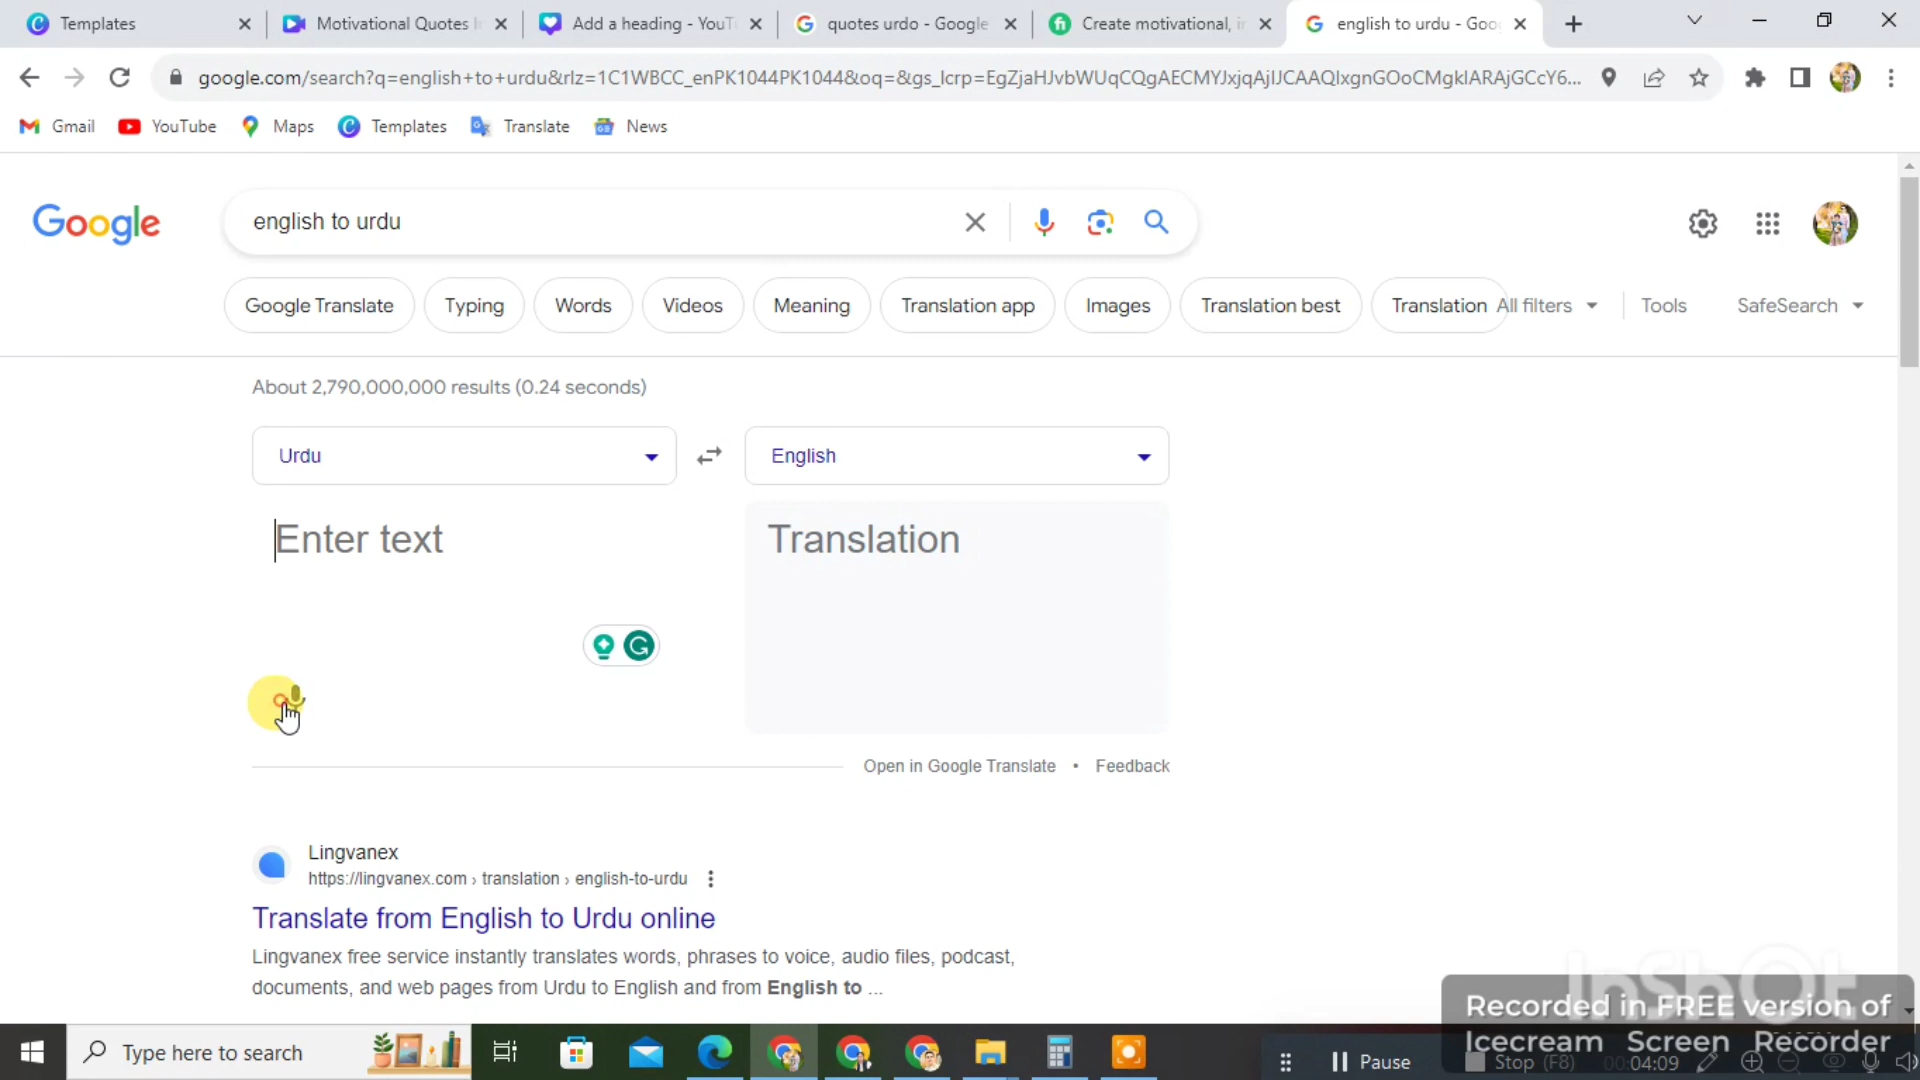 Templates
Motivational Quotes I
Add a heading - YouTu
quotes urdo - Google
Create motivational, i
english to urdu - Goo
google.com/search?q=english+to+urdu&rlz=1C1WBCC_enPK1044PK1044&oq=&gs_lcrp=EgZjaHJvbWUqCQgAECMYJxjqAjIJCAAQIxgnGOoCMgkIARAjGCcY6...
Gmail
YouTube
Maps
Templates
Translate
News
Google
english to urdu
Google Translate
Typing
Words
Videos
Meaning
Translation app
Images
Translation best
Translation
All filters
Tools
SafeSearch
About 2,790,000,000 results (0.24 seconds)
Urdu
English
Enter text
Translation
Open in Google Translate • Feedback
Lingvanex
https://lingvanex.com › translation › english-to-urdu
Translate from English to Urdu online
Lingvanex free service instantly translates words, phrases to voice, audio files, podcast,
documents, and web pages from Urdu to English and from English to ...
InShOt
Recorded in FREE version of
Icecream Screen Recorder
Type here to search
Pause
Stop (F8)
00:04:09